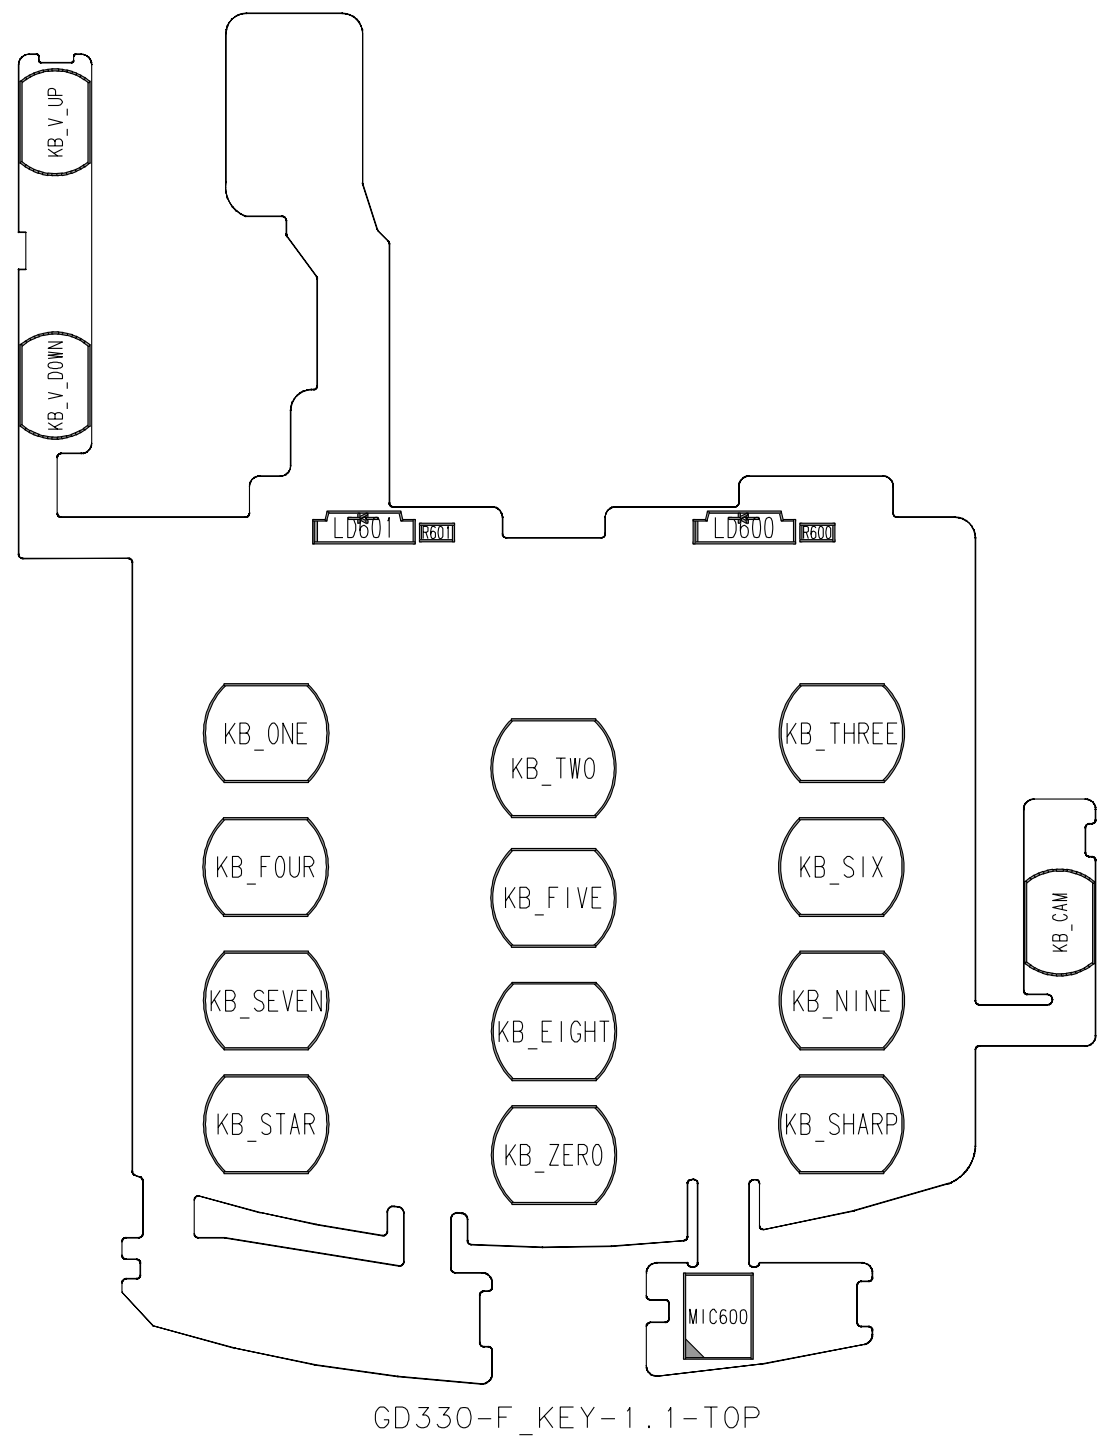 KB_V_UP
KB_V_DOWN
LD601
R601
LD600
R600
KB_ONE
KB_TWO
KB_THREE
KB_FOUR
KB_FIVE
KB_SIX
KB_CAM
KB_SEVEN
KB_EIGHT
KB_NINE
KB_STAR
KB_ZERO
KB_SHARP
MIC600
GD330-F_KEY-1.1-TOP